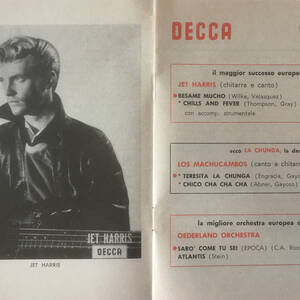 JET HARRIS
DECCA
JET HARRIS
DECCA
il maggior successo europeo
JET HARRIS (chitarra e canto)
BESAME MUCHO (Wilke, Velasquez)
* CHILLS AND FEVER (Thompson, Gray)
con accomp. strumentale
ecco LA CHUNGA, la dan
LOS MACHUCAMBOS (canto e chitarre
* TERESITA LA CHUNGA (Engracia, Gayo
* CHICO CHA CHA CHA (Abner, Gayoso)
la migliore orchestra europea d
OEDERLAND ORCHESTRA
SARO' COME TU SEI (EPOCA) (C.A. Ros
ATLANTIS (Stein)